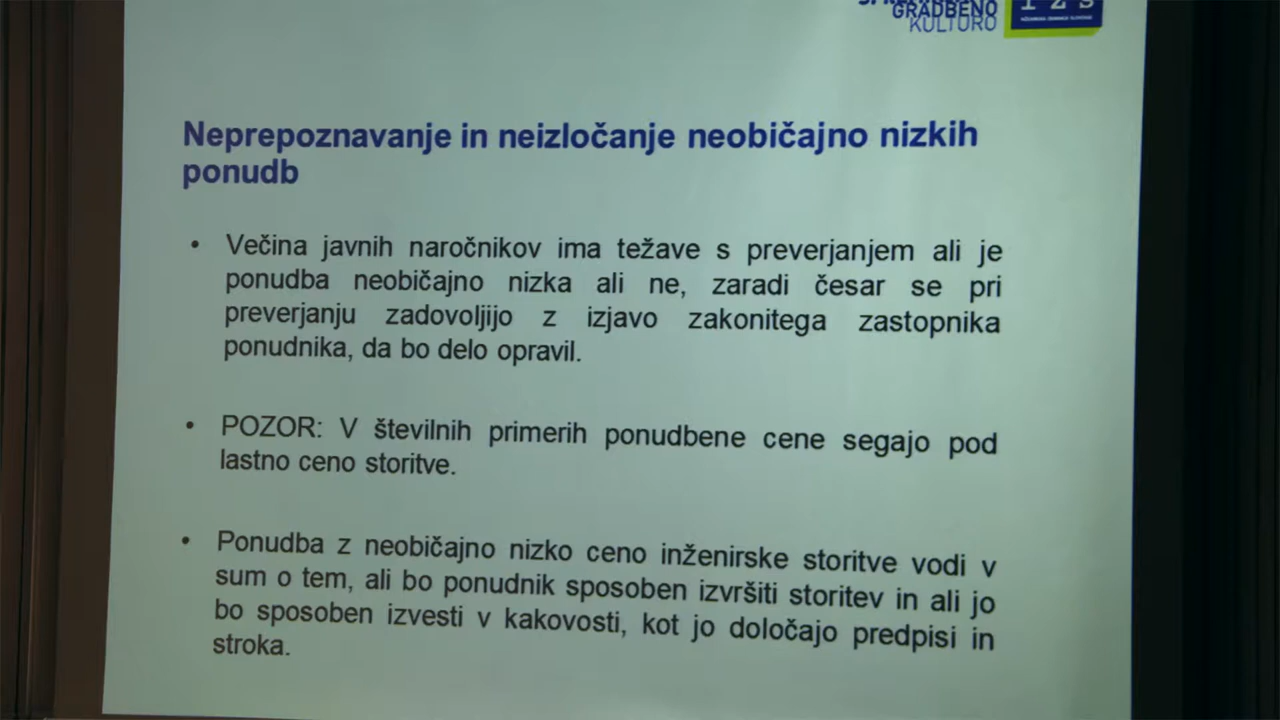 GRADBENO
KULTURO
I Z S
Neprepoznavanje in neizločanje neobičajno nizkih
ponudb
• Večina javnih naročnikov ima težave s preverjanjem ali je
ponudba neobičajno nizka ali ne, zaradi česar se pri
preverjanju zadovoljijo z izjavo zakonitega zastopnika
ponudnika, da bo delo opravil.
• POZOR: V številnih primerih ponudbene cene segajo pod
lastno ceno storitve.
• Ponudba z neobičajno nizko ceno inženirske storitve vodi v
sum o tem, ali bo ponudnik sposoben izvršiti storitev in ali jo
bo sposoben izvesti v kakovosti, kot jo določajo predpisi in
stroka.